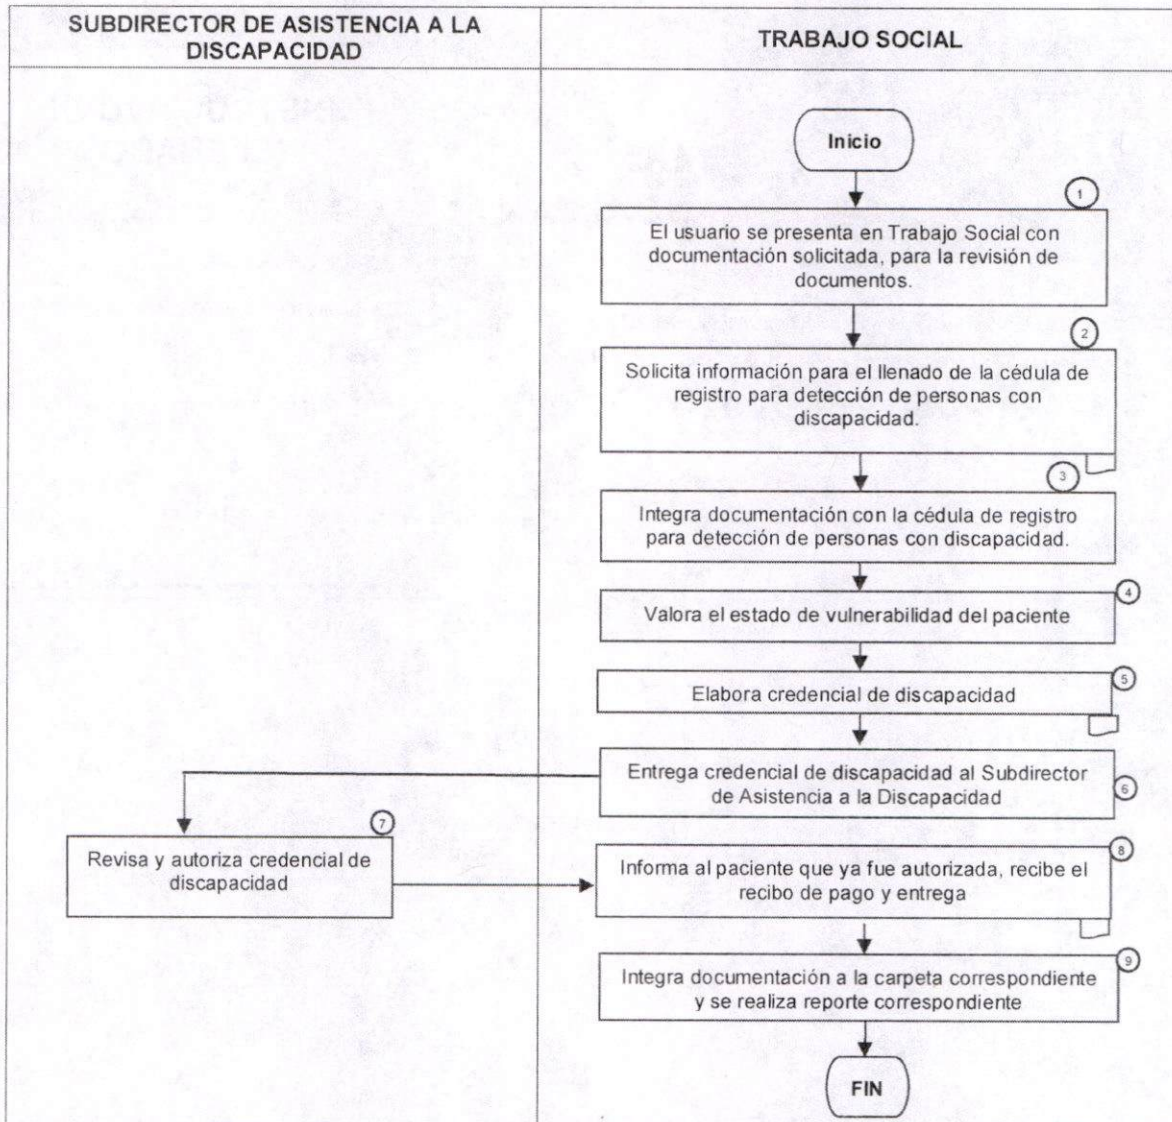 SUBDIRECTOR DE ASISTENCIA A LA
DISCAPACIDAD
TRABAJO SOCIAL
Inicio
1
El usuario se presenta en Trabajo Social con
documentación solicitada, para la revisión de
documentos.
2
Solicita información para el llenado de la cédula de
registro para detección de personas con
discapacidad.
3
Integra documentación con la cédula de registro
para detección de personas con discapacidad.
4
Valora el estado de vulnerabilidad del paciente
5
Elabora credencial de discapacidad
Entrega credencial de discapacidad al Subdirector
de Asistencia a la Discapacidad
6
7
Revisa y autoriza credencial de
discapacidad
8
Informa al paciente que ya fue autorizada, recibe el
recibo de pago y entrega
9
Integra documentación a la carpeta correspondiente
y se realiza reporte correspondiente
FIN